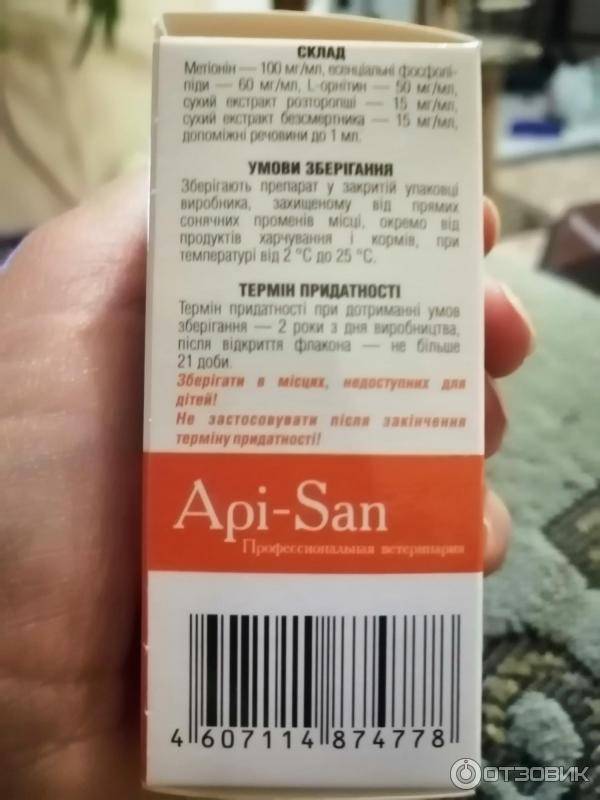 СКЛАД
Метіонін — 100 мг/мл, есенціальні фосфолі-
піди — 60 мг/мл, L-орнітин — 50 мг/мл,
сухий екстракт розторопші — 15 мг/мл,
сухий екстракт безсмертника — 15 мг/мл,
допоміжні речовини до 1 мл.
УМОВИ ЗБЕРІГАННЯ
Зберігають препарат у закритій упаковці
виробника, захищеному від прямих
сонячних променів місці, окремо від
продуктів харчування і кормів, при
температурі від 2 °С до 25 °С.
ТЕРМІН ПРИДАТНОСТІ
Термін придатності при дотриманні умов
зберігання — 2 роки з дня виробництва,
після відкриття флакона — не більше
21 доби.
Зберігати в місцях, недоступних для
дітей!
Не застосовувати після закінчення
терміну придатності!
Api-San
Профессиональная ветеринария
4 607114 874778
ОТЗОВИК